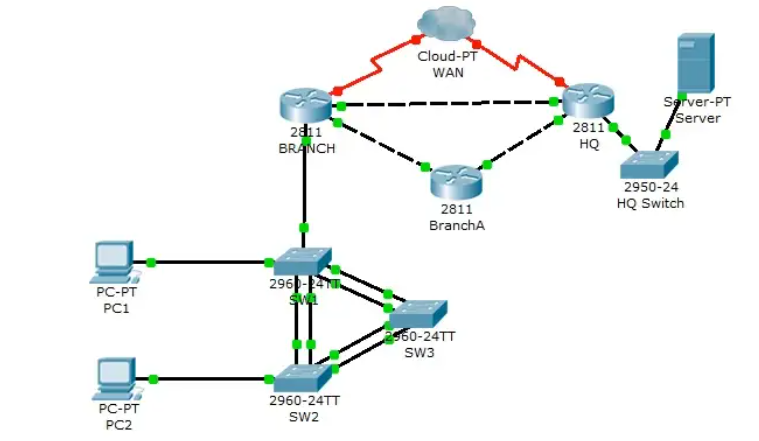 Cloud-PT
WAN
Server-PT
Server
2811
BRANCH
2811
HQ
2950-24
HQ Switch
2811
BranchA
PC-PT
PC1
2960-24TT
SW1
2960-24TT
SW3
PC-PT
PC2
2960-24TT
SW2